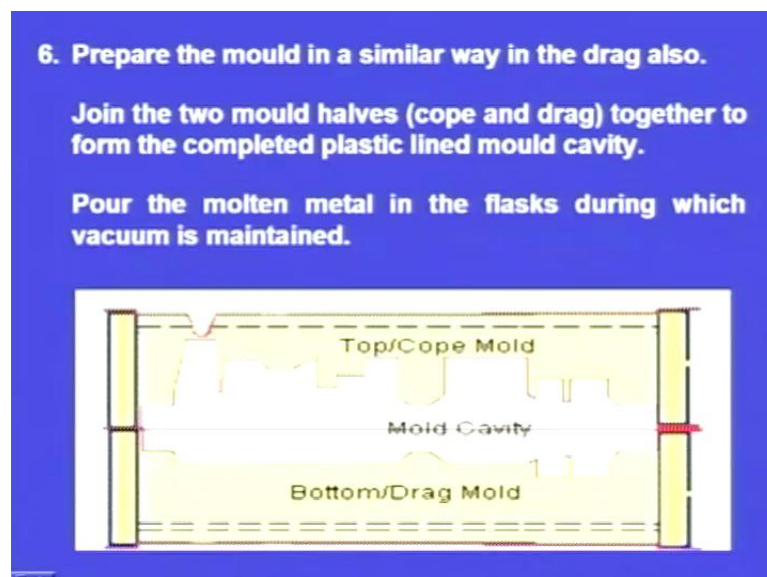 6. Prepare the mould in a similar way in the drag also.
Join the two mould halves (cope and drag) together to
form the completed plastic lined mould cavity.
Pour the molten metal in the flasks during which
vacuum is maintained.
Top/Cope Mold
Mold Cavity
Bottom/Drag Mold